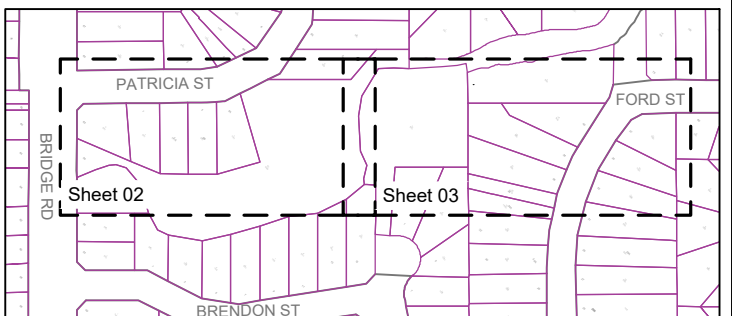 PATRICIA ST
FORD ST
BRIDGE RD
Sheet 02
Sheet 03
BRENDON ST